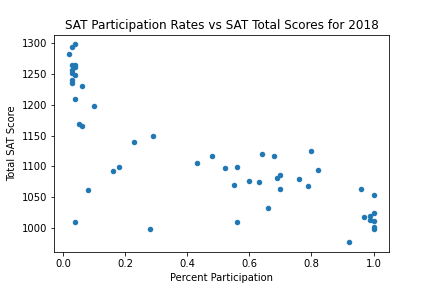 SAT Participation Rates vs SAT Total Scores for 2018
Total SAT Score
1300
1250
1200
1150
1100
1050
1000
0.0 0.2 0.4 0.6 0.8 1.0
Percent Participation